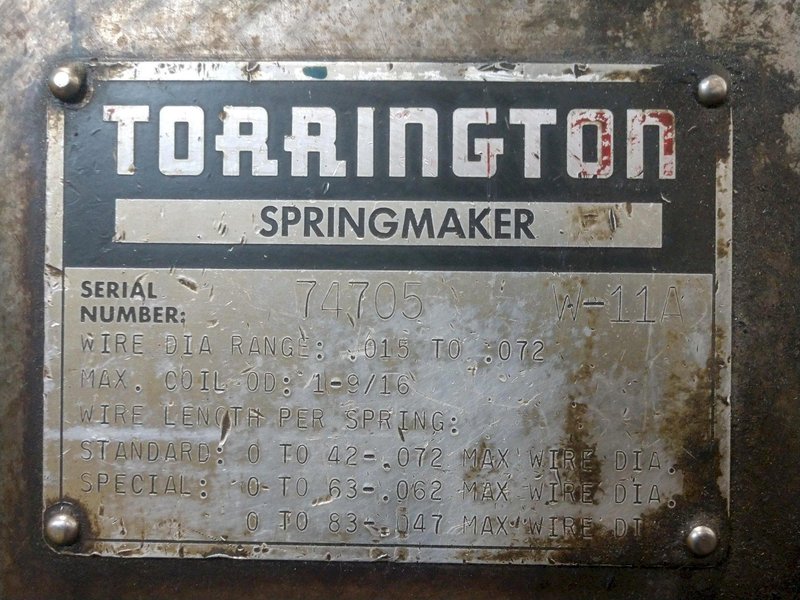 TORRINGTON
SPRINGMAKER
SERIAL NUMBER: 74705 W-11A
WIRE DIA RANGE: .015 TO .072
MAX. COIL OD: 1-9/16
WIRE LENGTH PER SPRING:
STANDARD: 0 TO 42-.072 MAX WIRE DIA.
SPECIAL: 0 TO 63-.062 MAX WIRE DIA.
0 TO 83-.047 MAX WIRE DI